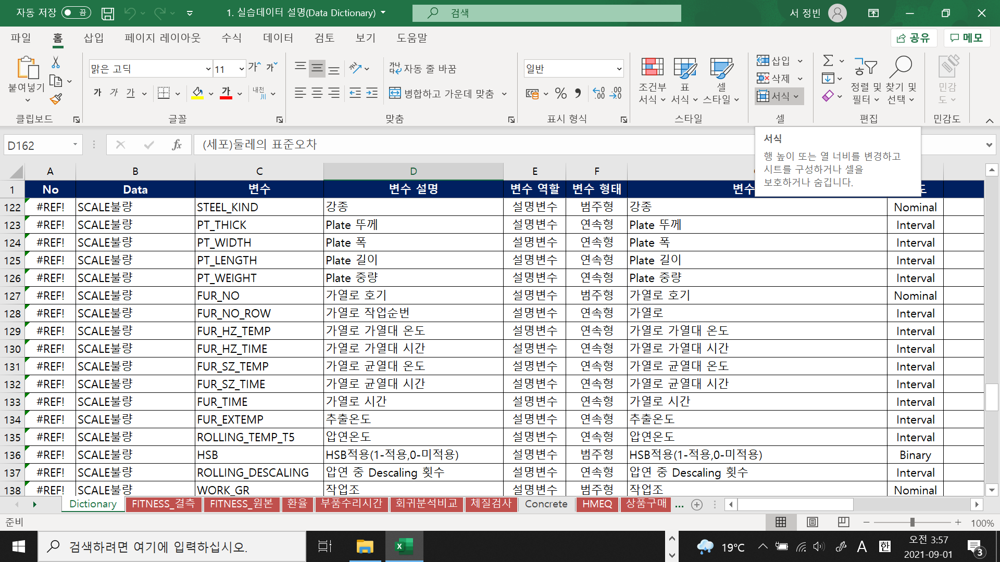 자동 저장 끔 1. 실습데이터 설명(Data Dictionary) 검색 서 정빈
파일 홈 삽입 페이지 레이아웃 수식 데이터 검토 보기 도움말 공유 메모
붙여넣기
클립보드
맑은 고딕 11
가 가 가 가 내천
글꼴
자동 줄 바꿈
병합하고 가운데 맞춤
맞춤
일반
표시 형식
조건부 서식 표 서식 셀 스타일
스타일
삽입
삭제
서식
셀
정렬 및 필터 찾기 및 선택
편집
민감도
민감도
D162 fx (세포)둘레의 표준오차
서식
행 높이 또는 열 너비를 변경하고
시트를 구성하거나 셀을
보호하거나 숨깁니다.
A B C D E F
1 No Data 변수 변수 설명 변수 역할 변수 형태 변수
122 #REF! SCALE불량 STEEL_KIND 강종 설명변수 범주형 강종 Nominal
123 #REF! SCALE불량 PT_THICK Plate 뚜께 설명변수 연속형 Plate 뚜께 Interval
124 #REF! SCALE불량 PT_WIDTH Plate 폭 설명변수 연속형 Plate 폭 Interval
125 #REF! SCALE불량 PT_LENGTH Plate 길이 설명변수 연속형 Plate 길이 Interval
126 #REF! SCALE불량 PT_WEIGHT Plate 중량 설명변수 연속형 Plate 중량 Interval
127 #REF! SCALE불량 FUR_NO 가열로 호기 설명변수 범주형 가열로 호기 Nominal
128 #REF! SCALE불량 FUR_NO_ROW 가열로 작업순번 설명변수 연속형 가열로 Interval
129 #REF! SCALE불량 FUR_HZ_TEMP 가열로 가열대 온도 설명변수 연속형 가열로 가열대 온도 Interval
130 #REF! SCALE불량 FUR_HZ_TIME 가열로 가열대 시간 설명변수 연속형 가열로 가열대 시간 Interval
131 #REF! SCALE불량 FUR_SZ_TEMP 가열로 균열대 온도 설명변수 연속형 가열로 균열대 온도 Interval
132 #REF! SCALE불량 FUR_SZ_TIME 가열로 균열대 시간 설명변수 연속형 가열로 균열대 시간 Interval
133 #REF! SCALE불량 FUR_TIME 가열로 시간 설명변수 연속형 가열로 시간 Interval
134 #REF! SCALE불량 FUR_EXTEMP 추출온도 설명변수 연속형 추출온도 Interval
135 #REF! SCALE불량 ROLLING_TEMP_T5 압연온도 설명변수 연속형 압연온도 Interval
136 #REF! SCALE불량 HSB HSB적용(1-적용,0-미적용) 설명변수 범주형 HSB적용(1-적용,0-미적용) Binary
137 #REF! SCALE불량 ROLLING_DESCALING 압연 중 Descaling 횟수 설명변수 연속형 압연 중 Descaling 횟수 Interval
138 #REF! SCALE불량 WORK_GR 작업조 설명변수 범주형 작업조 Nominal
Dictionary FITNESS_결측 FITNESS_원본 환율 부품수리시간 회귀분석비교 체질검사 Concrete HMEQ 상품구매 ...
준비 100%
검색하려면 여기에 입력하십시오. 19°C A 한 오전 3:57
2021-09-01 3